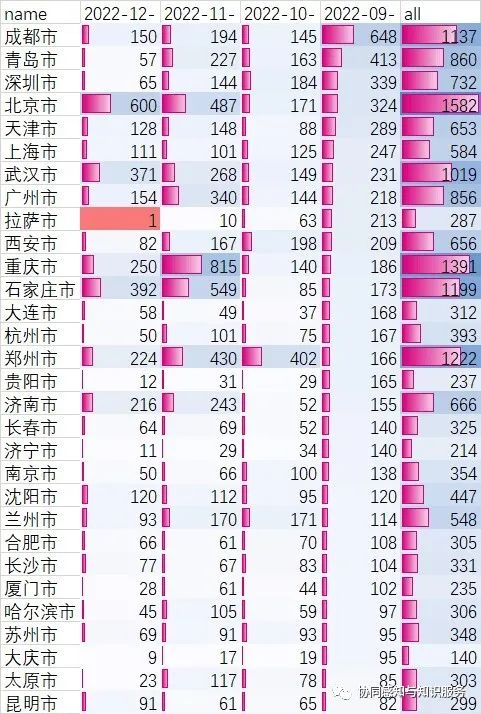 name 2022-12- 2022-11- 2022-10- 2022-09- all
成都市 150 194 145 648 1137
青岛市 57 227 163 413 860
深圳市 65 144 184 339 732
北京市 600 487 171 324 1582
天津市 128 148 88 289 653
上海市 111 101 125 247 584
武汉市 371 268 149 231 1019
广州市 154 340 144 218 856
拉萨市 1 10 63 213 287
西安市 82 167 198 209 656
重庆市 250 815 140 186 1391
石家庄市 392 549 85 173 1199
大连市 58 49 37 168 312
杭州市 50 101 75 167 393
郑州市 224 430 402 166 1222
贵阳市 12 31 29 165 237
济南市 216 243 52 155 666
长春市 64 69 52 140 325
济宁市 11 29 34 140 214
南京市 50 66 100 138 354
沈阳市 120 112 95 120 447
兰州市 93 170 171 114 548
合肥市 66 61 70 108 305
长沙市 77 67 83 104 331
厦门市 28 61 44 102 235
哈尔滨市 45 105 59 97 306
苏州市 69 91 93 95 348
大庆市 9 17 19 95 140
太原市 23 117 78 85 303
昆明市 91 61 65 82 299
协同感知与知识服务